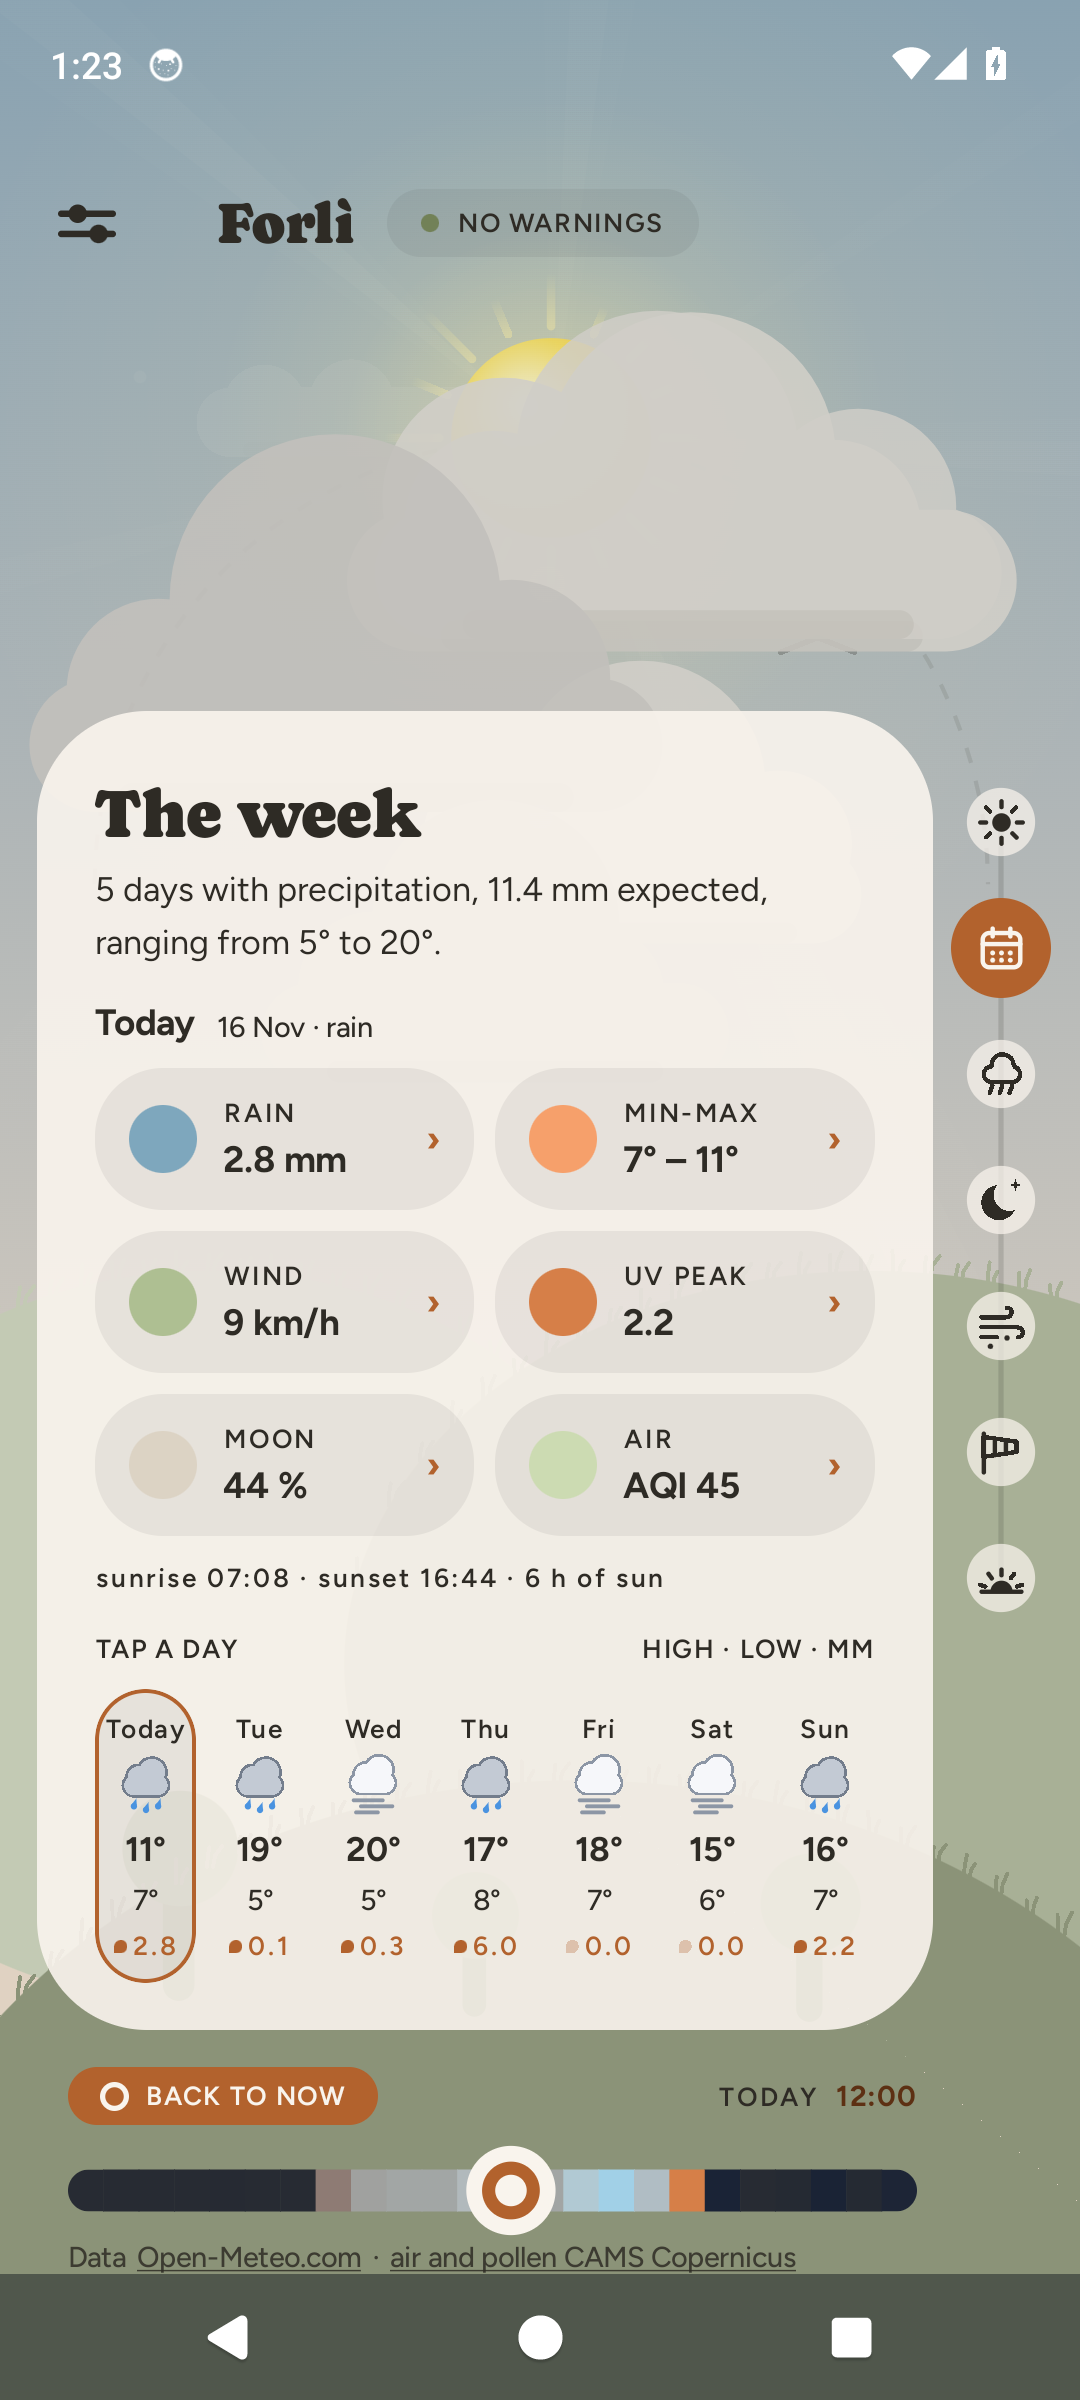 1:23
Forlì NO WARNINGS
The week
5 days with precipitation, 11.4 mm expected,
ranging from 5° to 20°.
Today 16 Nov · rain
RAIN
2.8 mm ›
MIN-MAX
7° – 11° ›
WIND
9 km/h ›
UV PEAK
2.2 ›
MOON
44 % ›
AIR
AQI 45 ›
sunrise 07:08 · sunset 16:44 · 6 h of sun
TAP A DAY HIGH · LOW · MM
Today Tue Wed Thu Fri Sat Sun
11° 19° 20° 17° 18° 15° 16°
7° 5° 5° 8° 7° 6° 7°
2.8 0.1 0.3 6.0 0.0 0.0 2.2
BACK TO NOW TODAY 12:00
Data Open-Meteo.com · air and pollen CAMS Copernicus